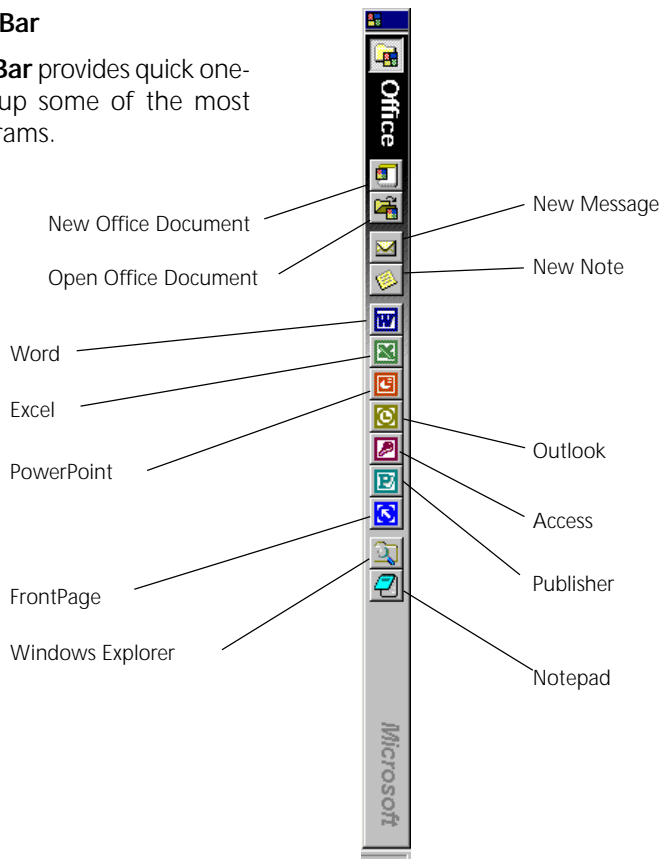 Bar
Bar provides quick one-
up some of the most
rams.
Office
New Office Document
New Message
Open Office Document
New Note
Word
Excel
PowerPoint
Outlook
Access
Publisher
FrontPage
Windows Explorer
Notepad
Microsoft